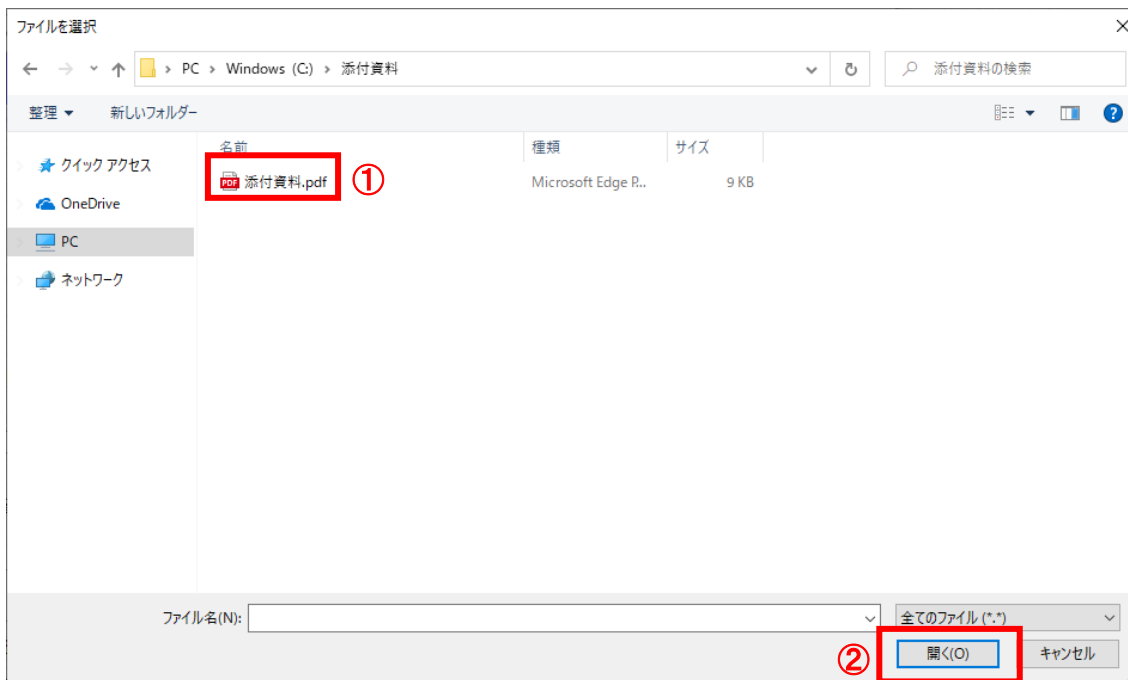 ファイルを選択
PC › Windows (C:) › 添付資料
添付資料の検索
整理
新しいフォルダー
名前
種類
サイズ
クイック アクセス
PDF 添付資料.pdf
①
Microsoft Edge P...
9 KB
OneDrive
PC
ネットワーク
ファイル名(N):
全てのファイル (*.*)
②
開く(O)
キャンセル